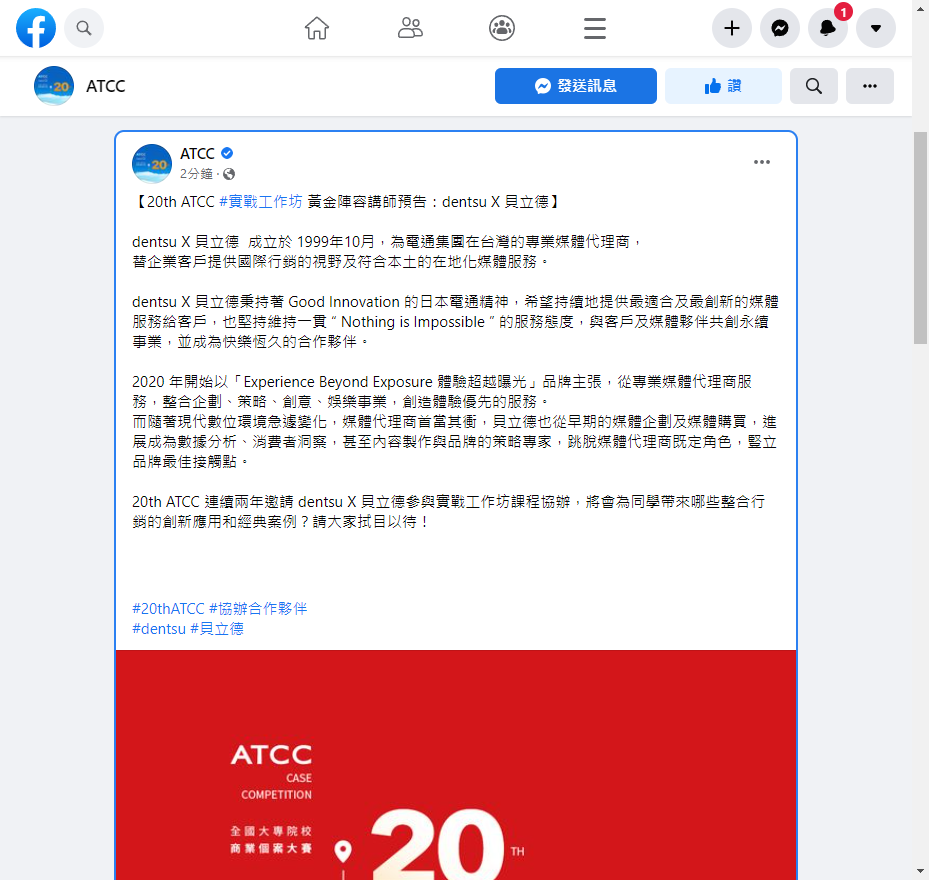 1
ATCC
發送訊息
讚
ATCC
2分鐘 ·
【20th ATCC #實戰工作坊 黃金陣容講師預告：dentsu X 貝立德】
dentsu X 貝立德 成立於 1999年10月，為電通集團在台灣的專業媒體代理商，
替企業客戶提供國際行銷的視野及符合本土的在地化媒體服務。
dentsu X 貝立德秉持著 Good Innovation 的日本電通精神，希望持續地提供最適合及最創新的媒體
服務給客戶，也堅持維持一貫 " Nothing is Impossible " 的服務態度，與客戶及媒體夥伴共創永續
事業，並成為快樂恆久的合作夥伴。
2020 年開始以「Experience Beyond Exposure 體驗超越曝光」品牌主張，從專業媒體代理商服
務，整合企劃、策略、創意、娛樂事業，創造體驗優先的服務。
而隨著現代數位環境急遽變化，媒體代理商首當其衝，貝立德也從早期的媒體企劃及媒體購買，進
展成為數據分析、消費者洞察，甚至內容製作與品牌的策略專家，跳脫媒體代理商既定角色，豎立
品牌最佳接觸點。
20th ATCC 連續兩年邀請 dentsu X 貝立德參與實戰工作坊課程協辦，將會為同學帶來哪些整合行
銷的創新應用和經典案例？請大家拭目以待！
#20thATCC #協辦合作夥伴
#dentsu #貝立德
ATCC
CASE
COMPETITION
全國大專院校
商業個案大賽
20 TH